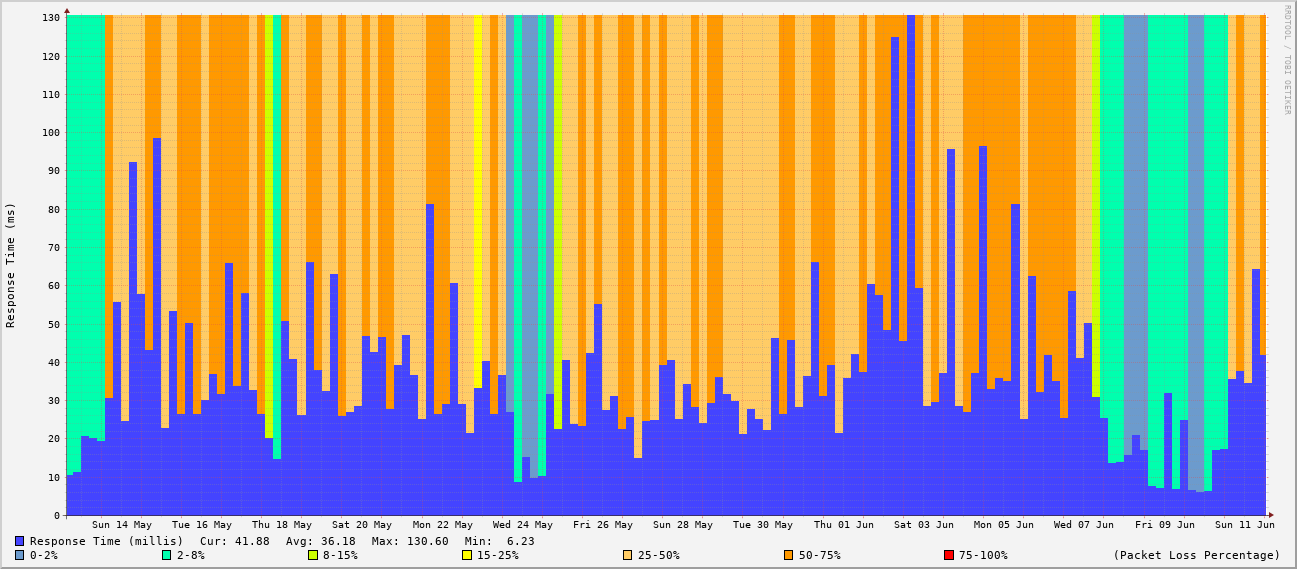 RRDTOOL / TOBI OETIKER
Response Time (ms)
130
120
110
100
90
80
70
60
50
40
30
20
10
0
Sun 14 May Tue 16 May Thu 18 May Sat 20 May Mon 22 May Wed 24 May Fri 26 May Sun 28 May Tue 30 May Thu 01 Jun Sat 03 Jun Mon 05 Jun Wed 07 Jun Fri 09 Jun Sun 11 Jun
Response Time (millis) Cur: 41.88 Avg: 36.18 Max: 130.60 Min: 6.23
0-2% 2-8% 8-15% 15-25% 25-50% 50-75% 75-100% (Packet Loss Percentage)